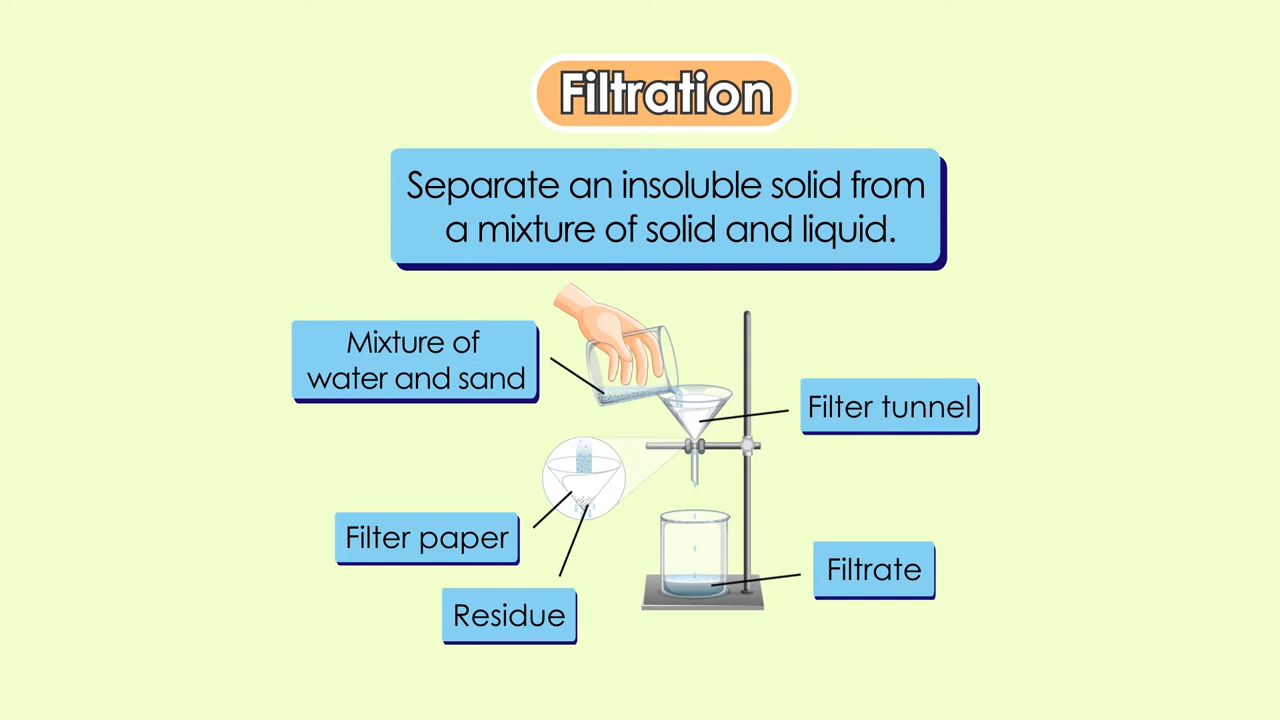 Filtration
Separate an insoluble solid from
a mixture of solid and liquid.
Mixture of
water and sand
Filter tunnel
Filter paper
Filtrate
Residue